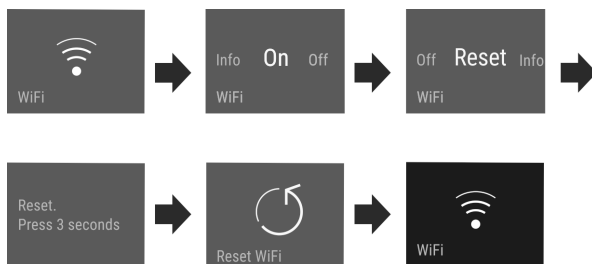 WiFi
Info On Off
WiFi
Off Reset Info
WiFi
Reset.
Press 3 seconds
Reset WiFi
WiFi